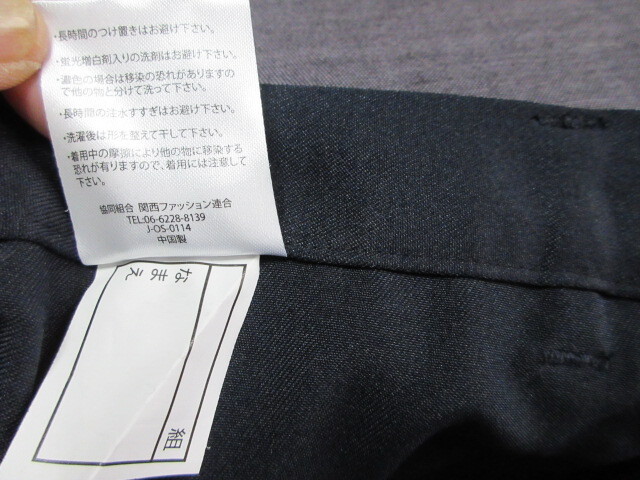 ・長時間のつけ置きはお避け下さい。
・蛍光増白剤入りの洗剤はお避け下さい。
・濃色の場合は移染の恐れがありますので他の物と分けて洗って下さい。
・長時間の注水すすぎはお避け下さい。
・洗濯後は形を整えて干して下さい。
・着用中の摩擦により他の物に移染する
恐れが有りますので、着用には注意して
下さい。
協同組合 関西ファッション連合
TEL:06-6228-8139
J-OS-0114
中国製
なまえ
組